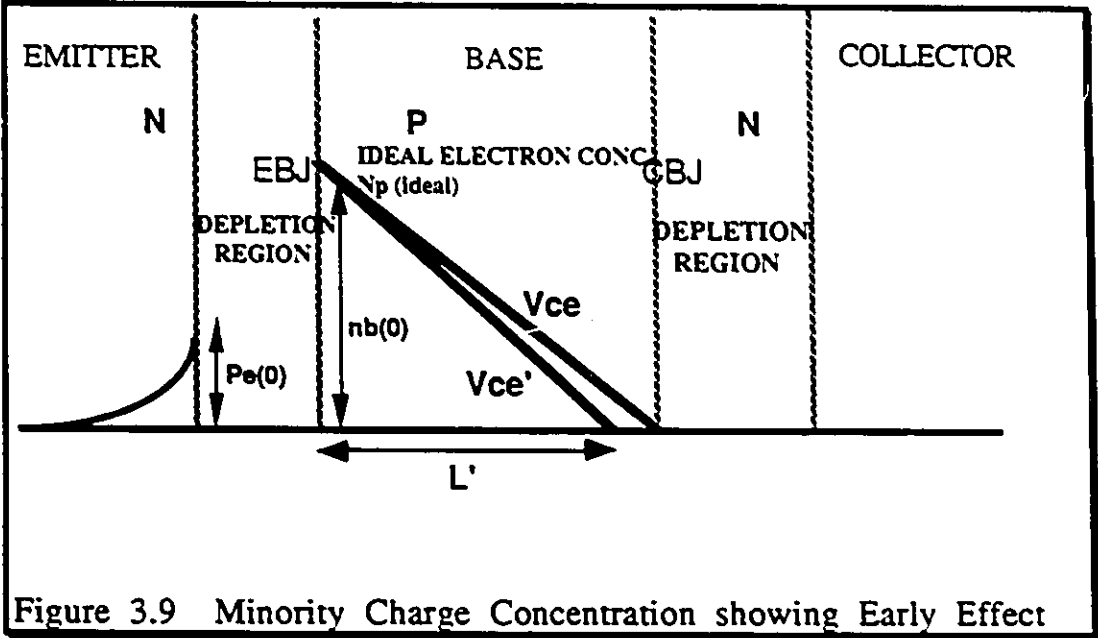 EMITTER
BASE
COLLECTOR
N
P
N
IDEAL ELECTRON CONC.
Np (ideal)
EBJ
CBJ
DEPLETION
REGION
DEPLETION
REGION
Vce
nb(0)
Pe(0)
Vce'
L'
Figure 3.9 Minority Charge Concentration showing Early Effect